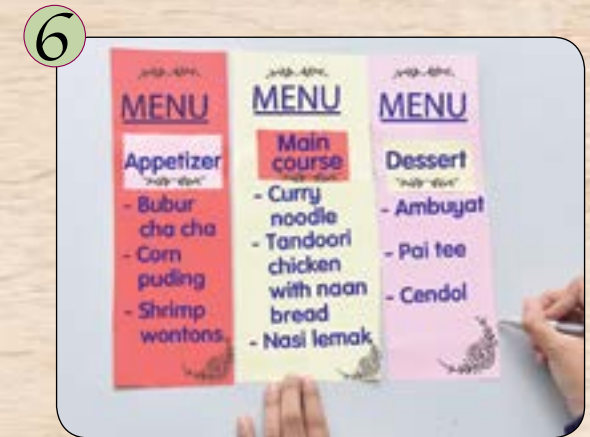 6
MENU
Appetizer
- Bubur
cha cha
- Corn
puding
- Shrimp
wontons
MENU
Main
course
- Curry
noodle
- Tandoori
chicken
with naan
bread
- Nasi lemak
MENU
Dessert
- Ambuyat
- Pai tee
- Cendol